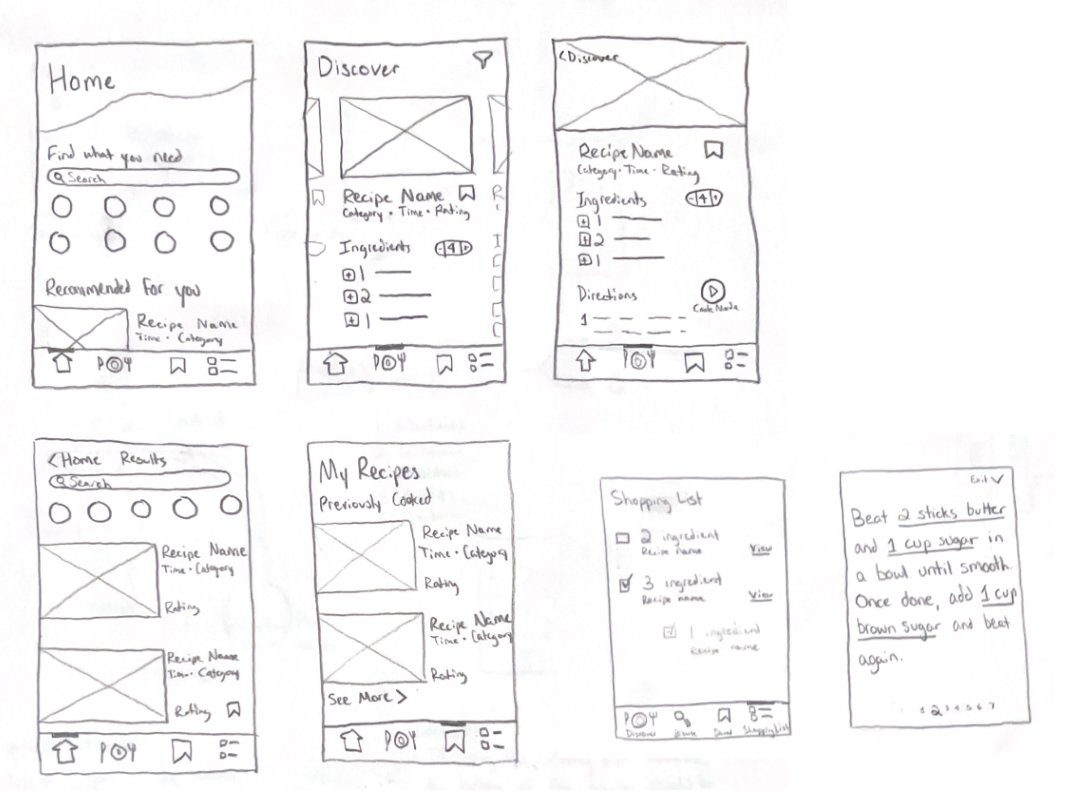 Home
Find what you need
Search
Recommended For you
Recipe Name
Time • Category
Discover
Recipe Name
Category • Time • Rating
Ingredients
-4+
+ 1
+ 2
+ 1
<Discover
Recipe Name
Category • Time • Rating
Ingredients
-4+
+ 1
+ 2
+ 1
Directions
Cook Mode
1
<Home Results
Search
Recipe Name
Time • Category
Rating
Recipe Name
Time • Category
Rating
My Recipes
Previously Cooked
Recipe Name
Time • Category
Rating
Recipe Name
Time • Category
Rating
See More >
Shopping List
2 ingredient
Recipe name
View
3 ingredient
Recipe name
View
1 ingredient
Recipe name
Discover
Saved
Shopping List
Exit
Beat 2 sticks butter
and 1 cup sugar in
a bowl until smooth.
Once done, add 1 cup
brown sugar and beat
again.
1 2 3 4 5 6 7